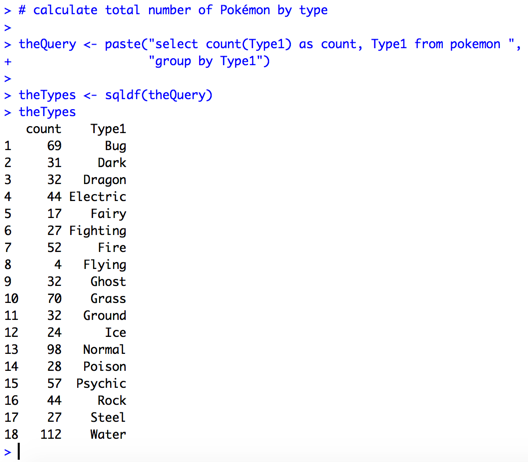 > # calculate total number of Pokémon by type
>
> theQuery <- paste("select count(Type1) as count, Type1 from pokemon ",
+                   "group by Type1")
>
> theTypes <- sqldf(theQuery)
> theTypes
   count    Type1
1     69      Bug
2     31     Dark
3     32   Dragon
4     44 Electric
5     17    Fairy
6     27 Fighting
7     52     Fire
8      4   Flying
9     32    Ghost
10    70    Grass
11    32   Ground
12    24      Ice
13    98   Normal
14    28   Poison
15    57  Psychic
16    44     Rock
17    27    Steel
18   112    Water
>